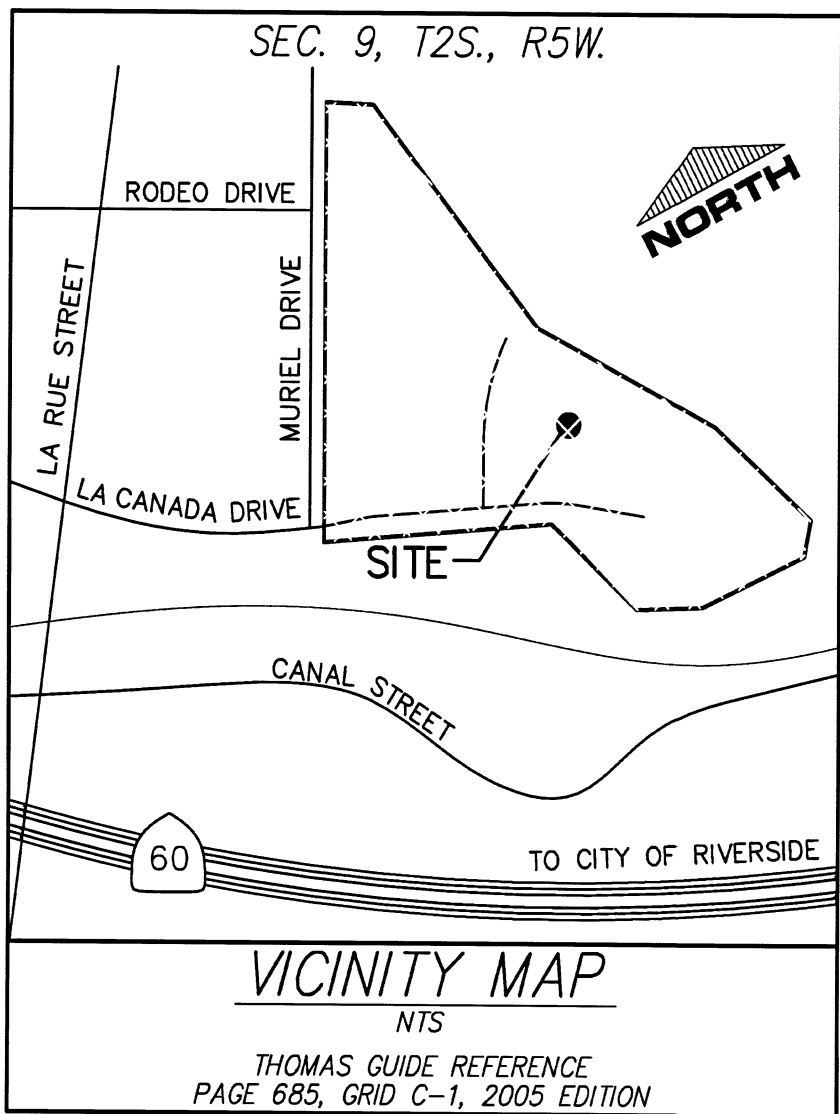 SEC. 9, T2S., R5W.
RODEO DRIVE
NORTH
MURIEL DRIVE
LA RUE STREET
LA CANADA DRIVE
SITE
CANAL STREET
60
TO CITY OF RIVERSIDE
VICINITY MAP
NTS
THOMAS GUIDE REFERENCE
PAGE 685, GRID C-1, 2005 EDITION